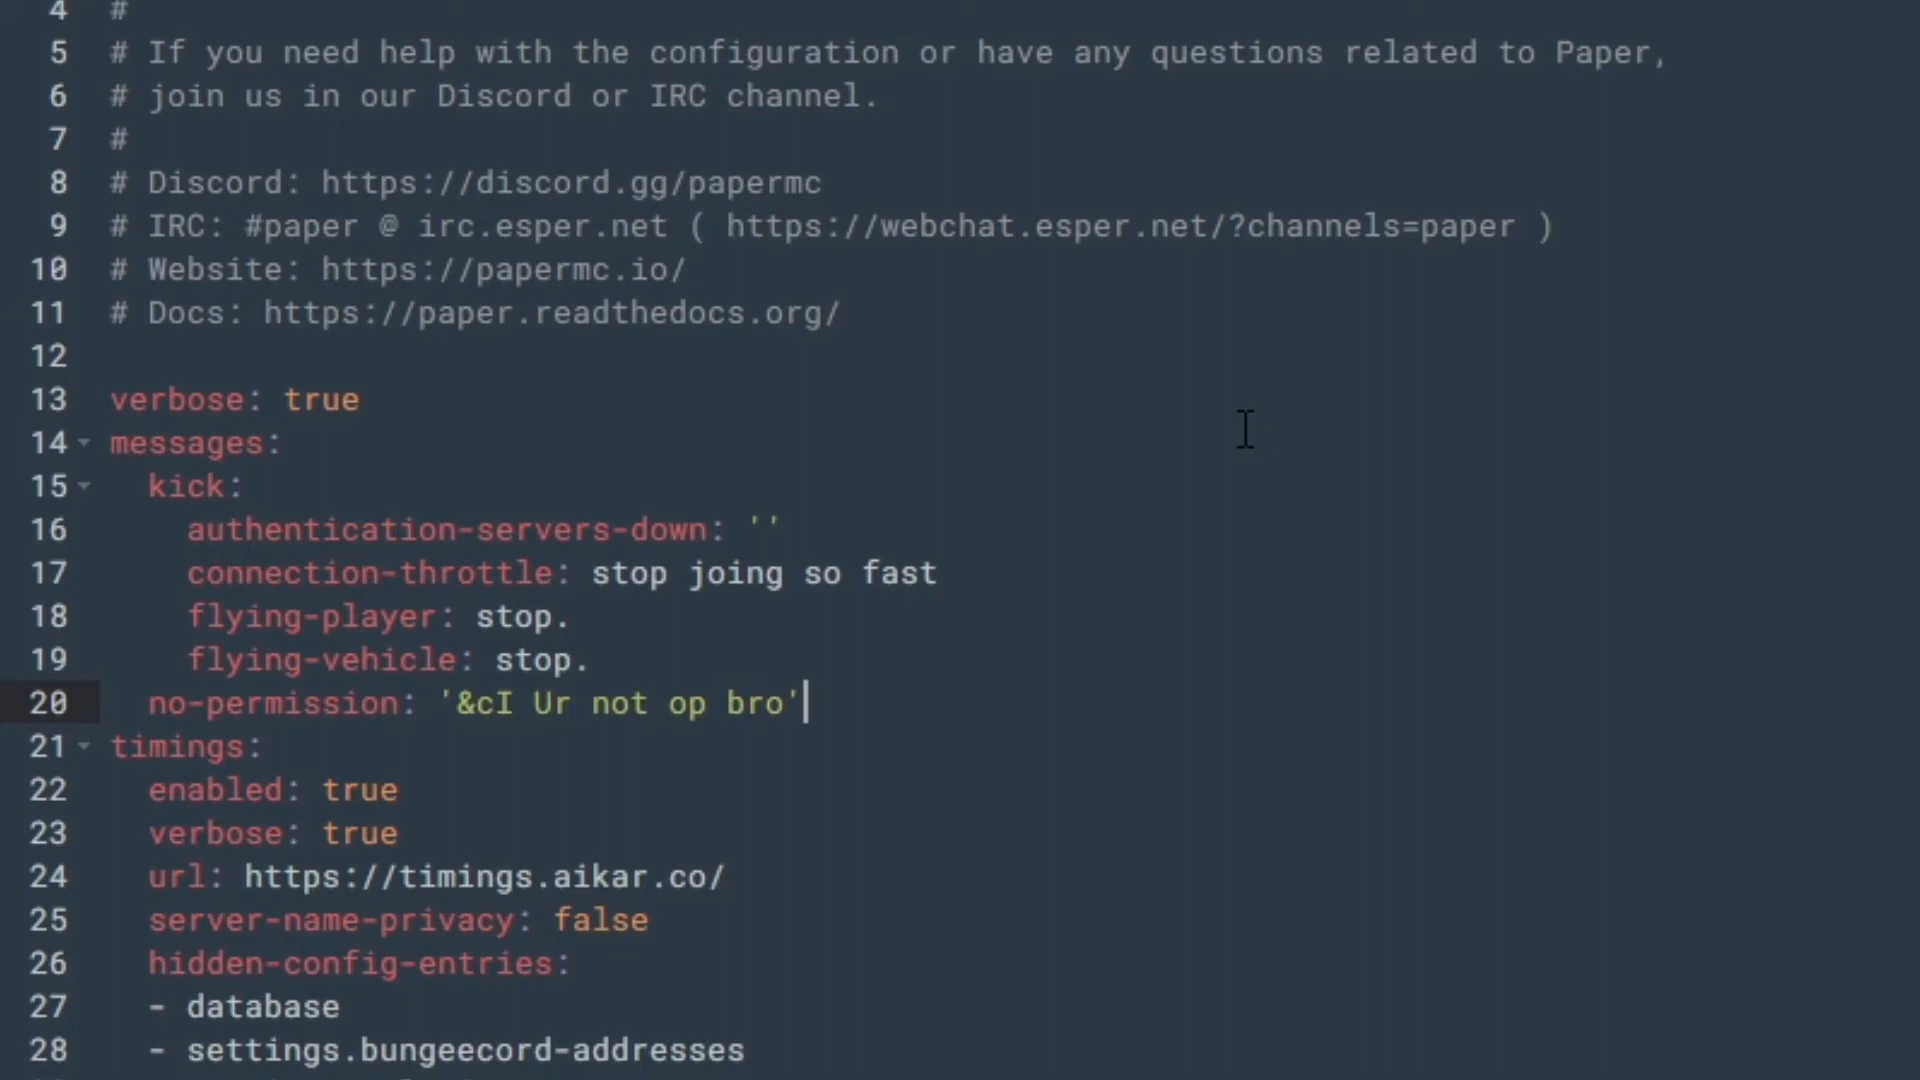 4 #
5 # If you need help with the configuration or have any questions related to Paper,
6 # join us in our Discord or IRC channel.
7 #
8 # Discord: https://discord.gg/papermc
9 # IRC: #paper @ irc.esper.net ( https://webchat.esper.net/?channels=paper )
10 # Website: https://papermc.io/
11 # Docs: https://paper.readthedocs.org/
12
13 verbose: true
14 messages:
15   kick:
16     authentication-servers-down: ''
17     connection-throttle: stop joing so fast
18     flying-player: stop.
19     flying-vehicle: stop.
20   no-permission: '&cI Ur not op bro'
21 timings:
22   enabled: true
23   verbose: true
24   url: https://timings.aikar.co/
25   server-name-privacy: false
26   hidden-config-entries:
27   - database
28   - settings.bungeecord-addresses